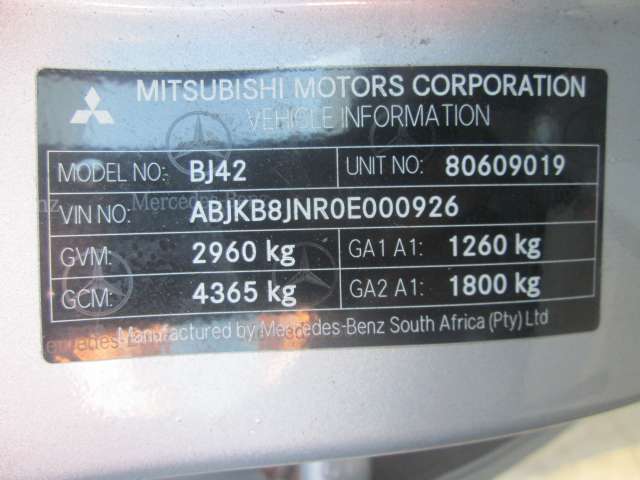 MITSUBISHI MOTORS CORPORATION
VEHICLE INFORMATION
MODEL NO: BJ42 UNIT NO: 80609019
VIN NO: ABJKB8JNR0E000926
GVM: 2960 kg GA1 A1: 1260 kg
GCM: 4365 kg GA2 A1: 1800 kg
Manufactured by Mercedes-Benz South Africa (Pty) Ltd